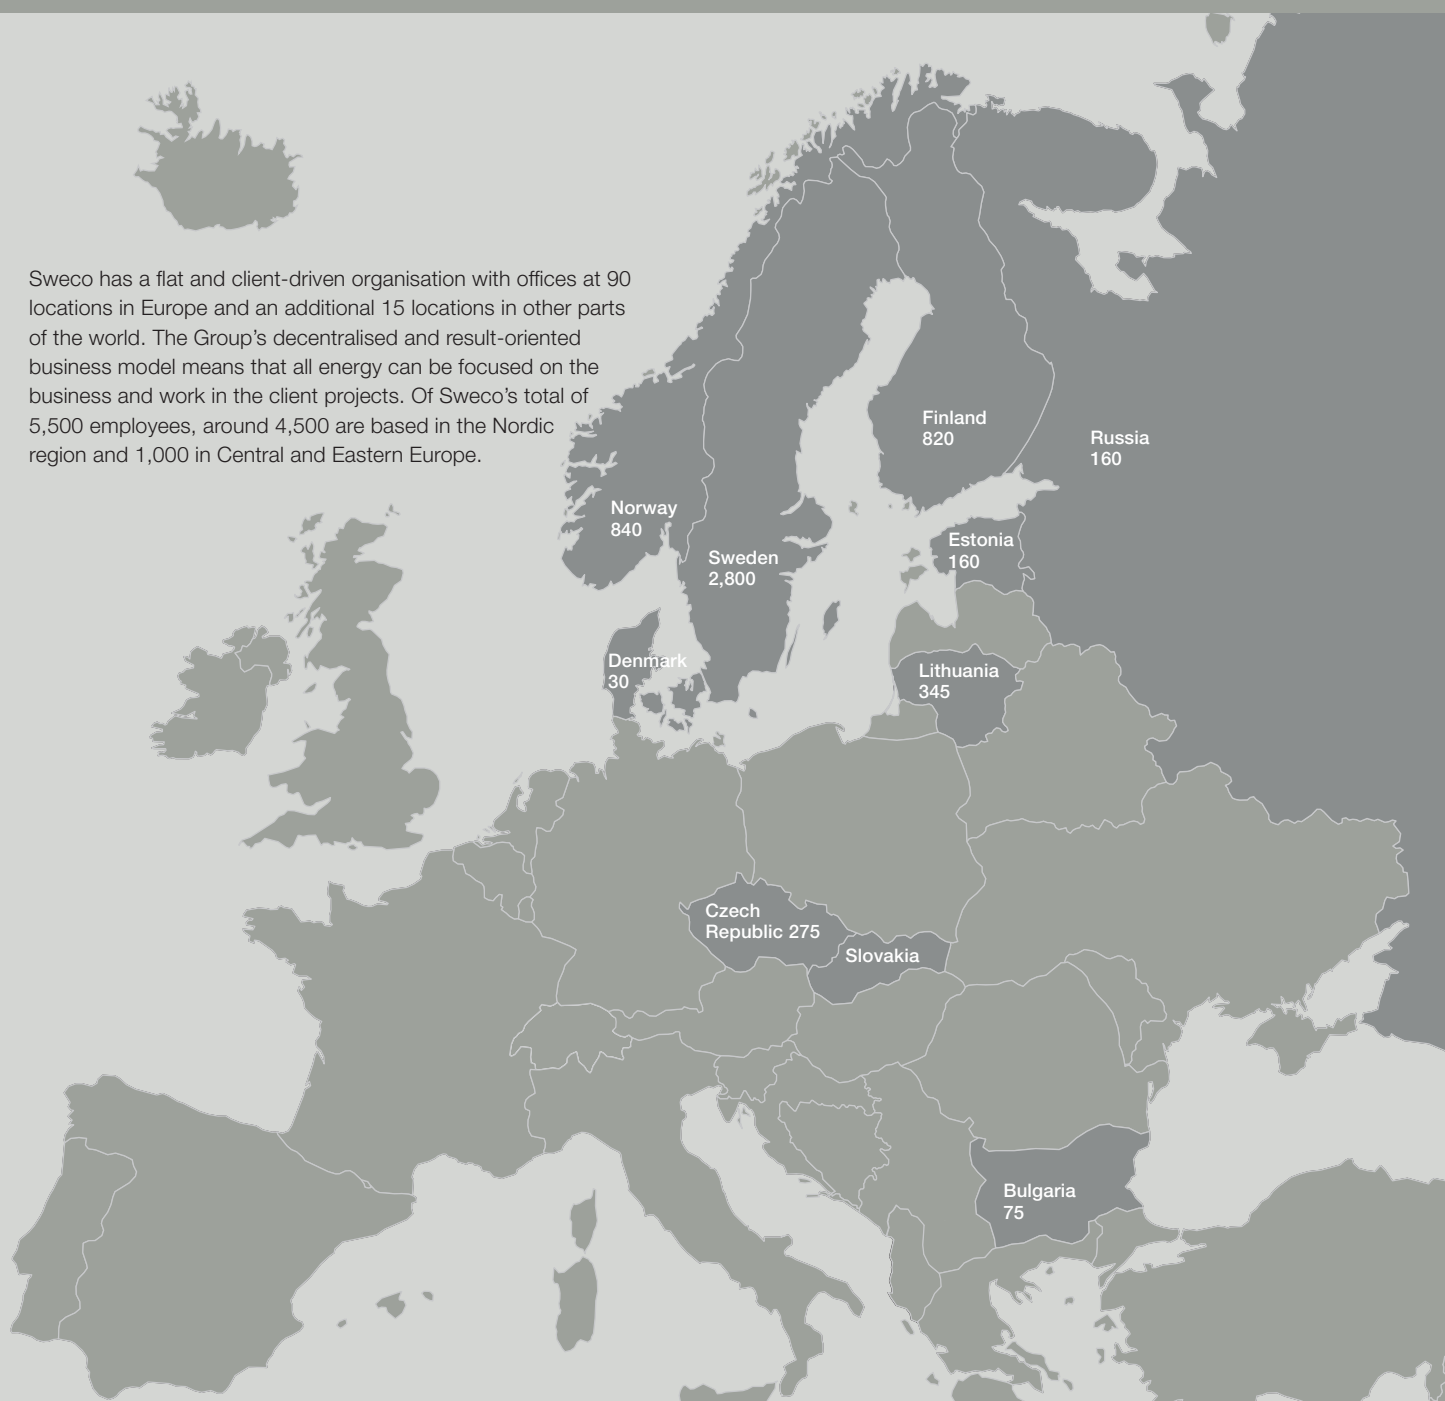 Sweco has a flat and client-driven organisation with offices at 90
locations in Europe and an additional 15 locations in other parts
of the world. The Group's decentralised and result-oriented
business model means that all energy can be focused on the
business and work in the client projects. Of Sweco's total of
5,500 employees, around 4,500 are based in the Nordic
region and 1,000 in Central and Eastern Europe.
Finland
820
Russia
160
Norway
840
Sweden
2,800
Estonia
160
Denmark
30
Lithuania
345
Czech
Republic 275
Slovakia
Bulgaria
75